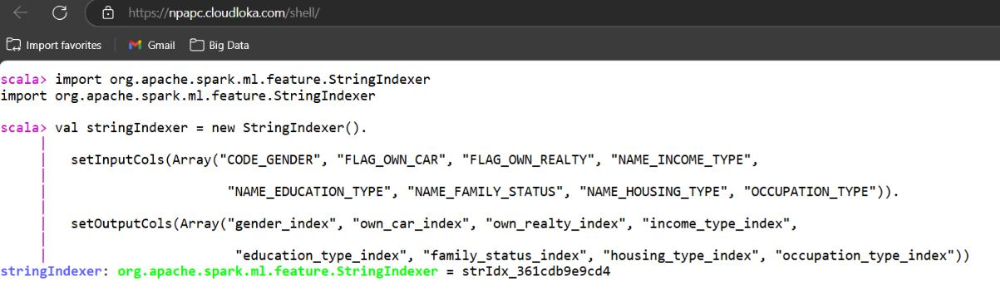 https://npapc.cloudloka.com/shell/
Import favorites Gmail Big Data
scala> import org.apache.spark.ml.feature.StringIndexer
import org.apache.spark.ml.feature.StringIndexer
scala> val stringIndexer = new StringIndexer().
| setInputCols(Array("CODE_GENDER", "FLAG_OWN_CAR", "FLAG_OWN_REALTY", "NAME_INCOME_TYPE",
| "NAME_EDUCATION_TYPE", "NAME_FAMILY_STATUS", "NAME_HOUSING_TYPE", "OCCUPATION_TYPE")).
| setOutputCols(Array("gender_index", "own_car_index", "own_realty_index", "income_type_index",
| "education_type_index", "family_status_index", "housing_type_index", "occupation_type_index"))
stringIndexer: org.apache.spark.ml.feature.StringIndexer = strIdx_361cdb9e9cd4